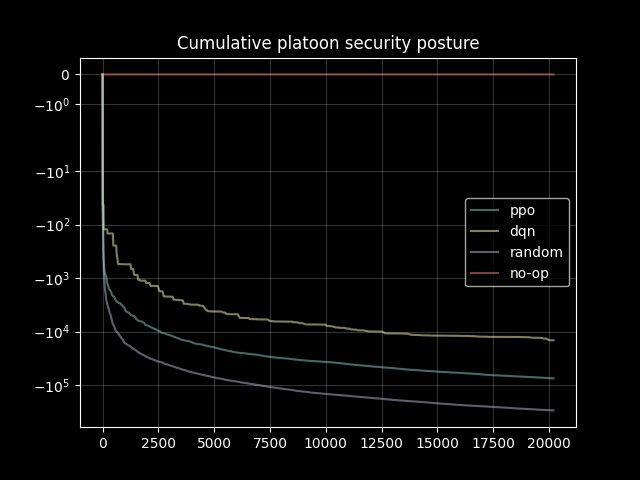 Cumulative platoon security posture
0
−10⁰
−10¹
−10²
−10³
−10⁴
−10⁵
ppo
dqn
random
no-op
0 2500 5000 7500 10000 12500 15000 17500 20000